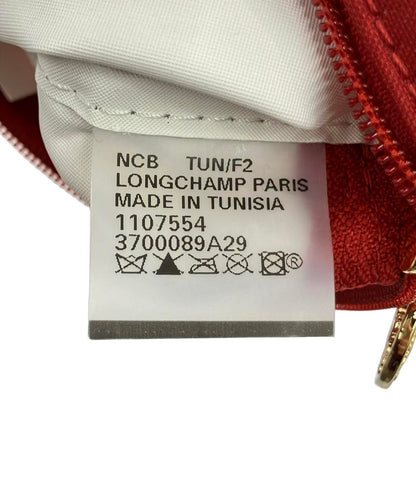 NCB TUN/F2
LONGCHAMP PARIS
MADE IN TUNISIA
1107554
3700089A29
®